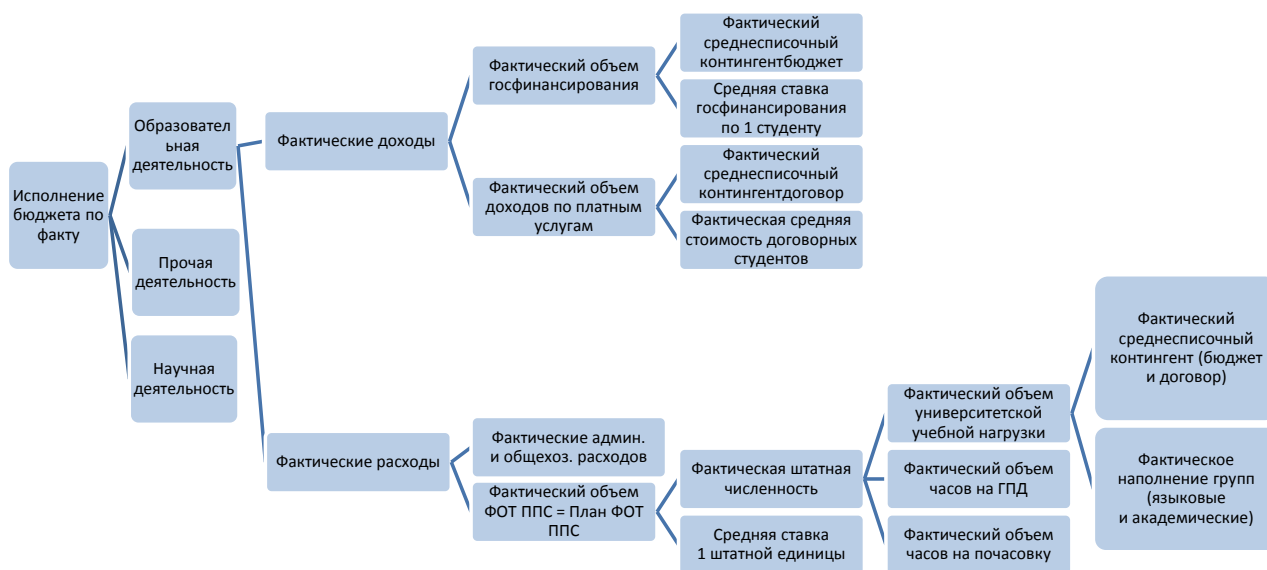 Исполнение
бюджета по
факту
Образовател
ьная
деятельность
Прочая
деятельность
Научная
деятельность
Фактические доходы
Фактический объем
госфинансирования
Фактический
среднесписочный
контингентбюджет
Средняя ставка
госфинансирования
по 1 студенту
Фактический объем
доходов по платным
услугам
Фактический
среднесписочный
контингентдоговор
Фактическая средняя
стоимость договорных
студентов
Фактические расходы
Фактические админ.
и общехоз. расходов
Фактический объем
ФОТ ППС = План ФОТ
ППС
Фактическая штатная
численность
Средняя ставка
1 штатной единицы
Фактический объем
университетской
учебной нагрузки
Фактический объем
часов на ГПД
Фактический объем
часов на почасовку
Фактический
среднесписочный
контингент (бюджет
и договор)
Фактическое
наполнение групп
(языковые
и академические)